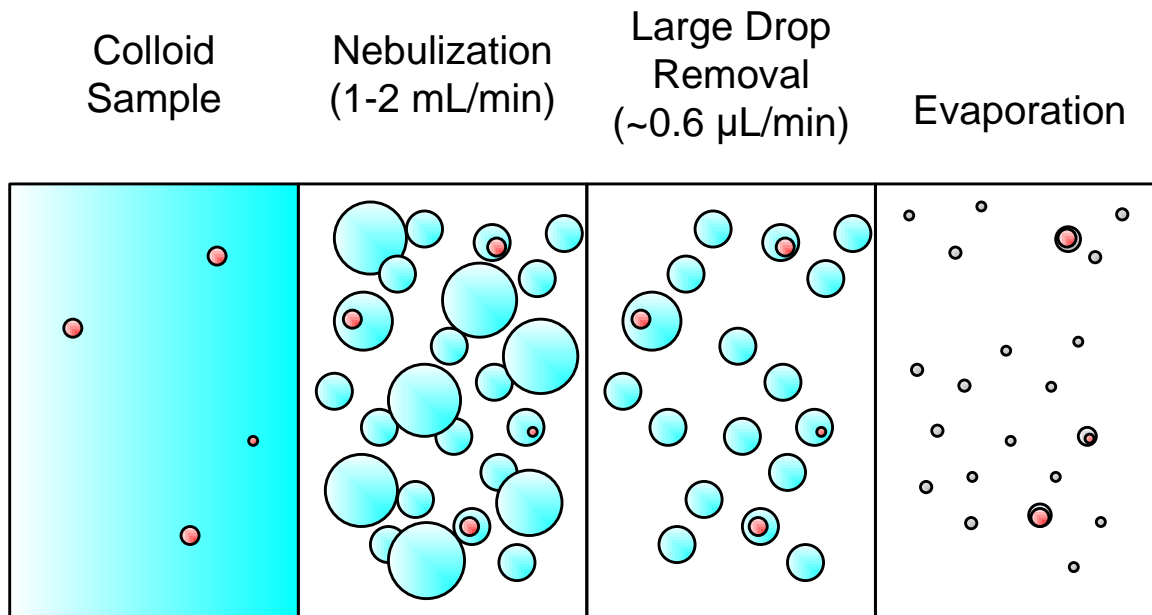 Colloid
Sample
Nebulization
(1-2 mL/min)
Large Drop
Removal
(~0.6 µL/min)
Evaporation